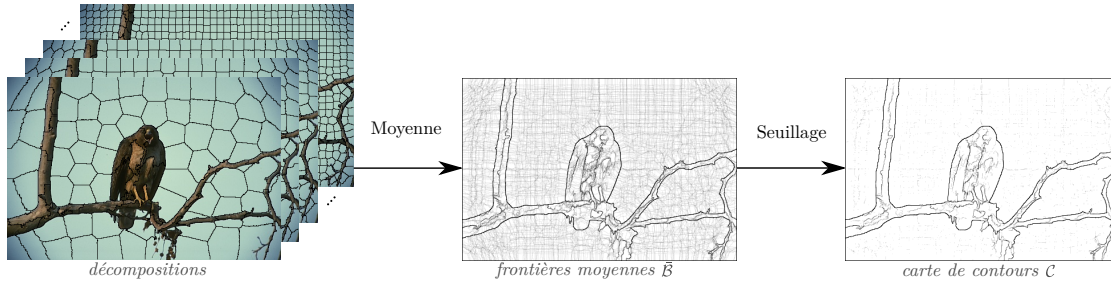 Moyenne
Seuillage
décompositions
frontières moyennes B̄
carte de contours C